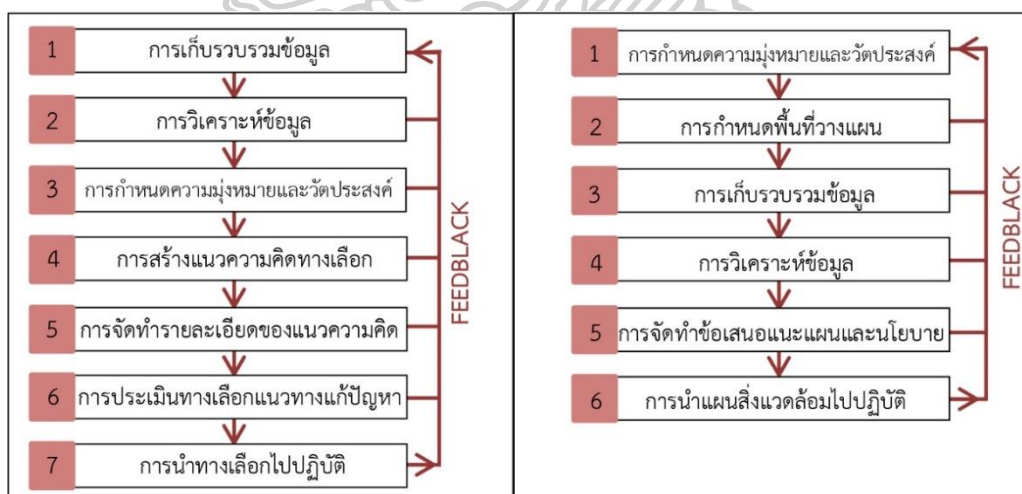 1 การเก็บรวบรวมข้อมูล
2 การวิเคราะห์ข้อมูล
3 การกำหนดความมุ่งหมายและวัตประสงค์
4 การสร้างแนวความคิดทางเลือก
5 การจัดทำรายละเอียดของแนวความคิด
6 การประเมินทางเลือกแนวทางแก้ปัญหา
7 การนำทางเลือกไปปฏิบัติ
FEEDBLACK
1 การกำหนดความมุ่งหมายและวัตประสงค์
2 การกำหนดพื้นที่วางแผน
3 การเก็บรวบรวมข้อมูล
4 การวิเคราะห์ข้อมูล
5 การจัดทำข้อเสนอแนะแผนและนโยบาย
6 การนำแผนสิ่งแวดล้อมไปปฏิบัติ
FEEDBLACK